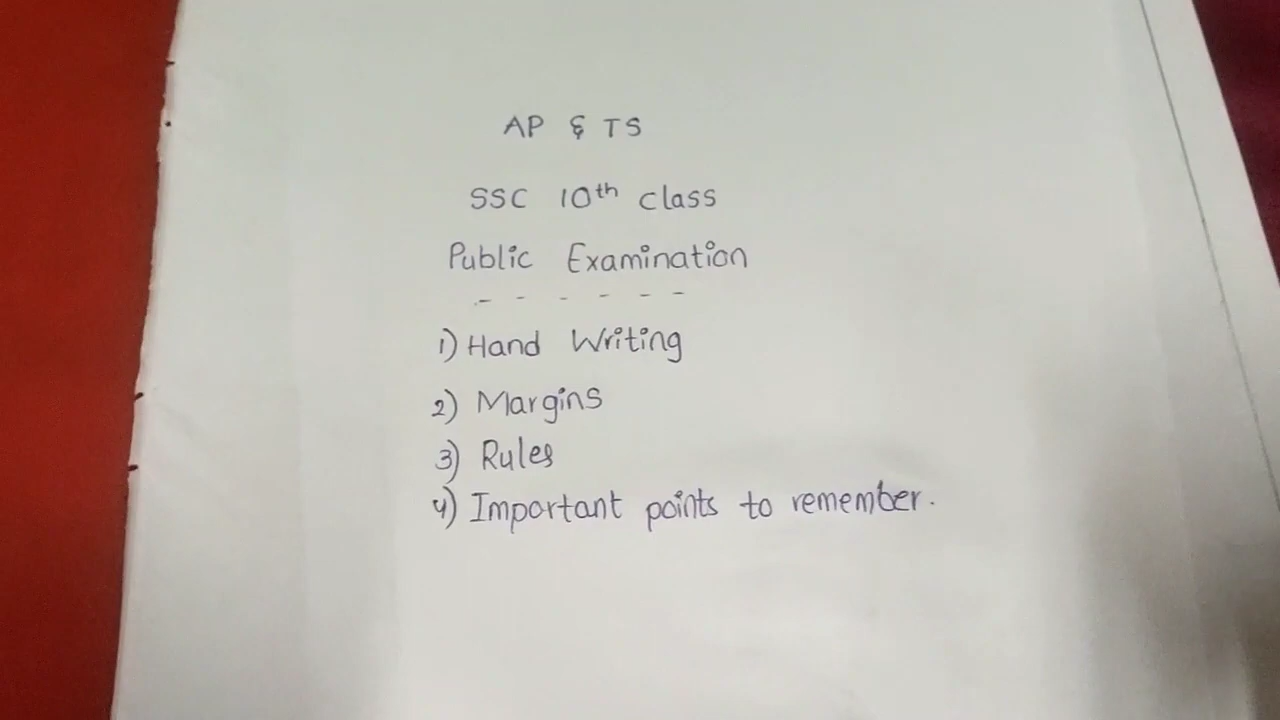 AP & TS
SSC 10th class
Public Examination
- - - - - -
1) Hand Writing
2) Margins
3) Rules
4) Important points to remember.